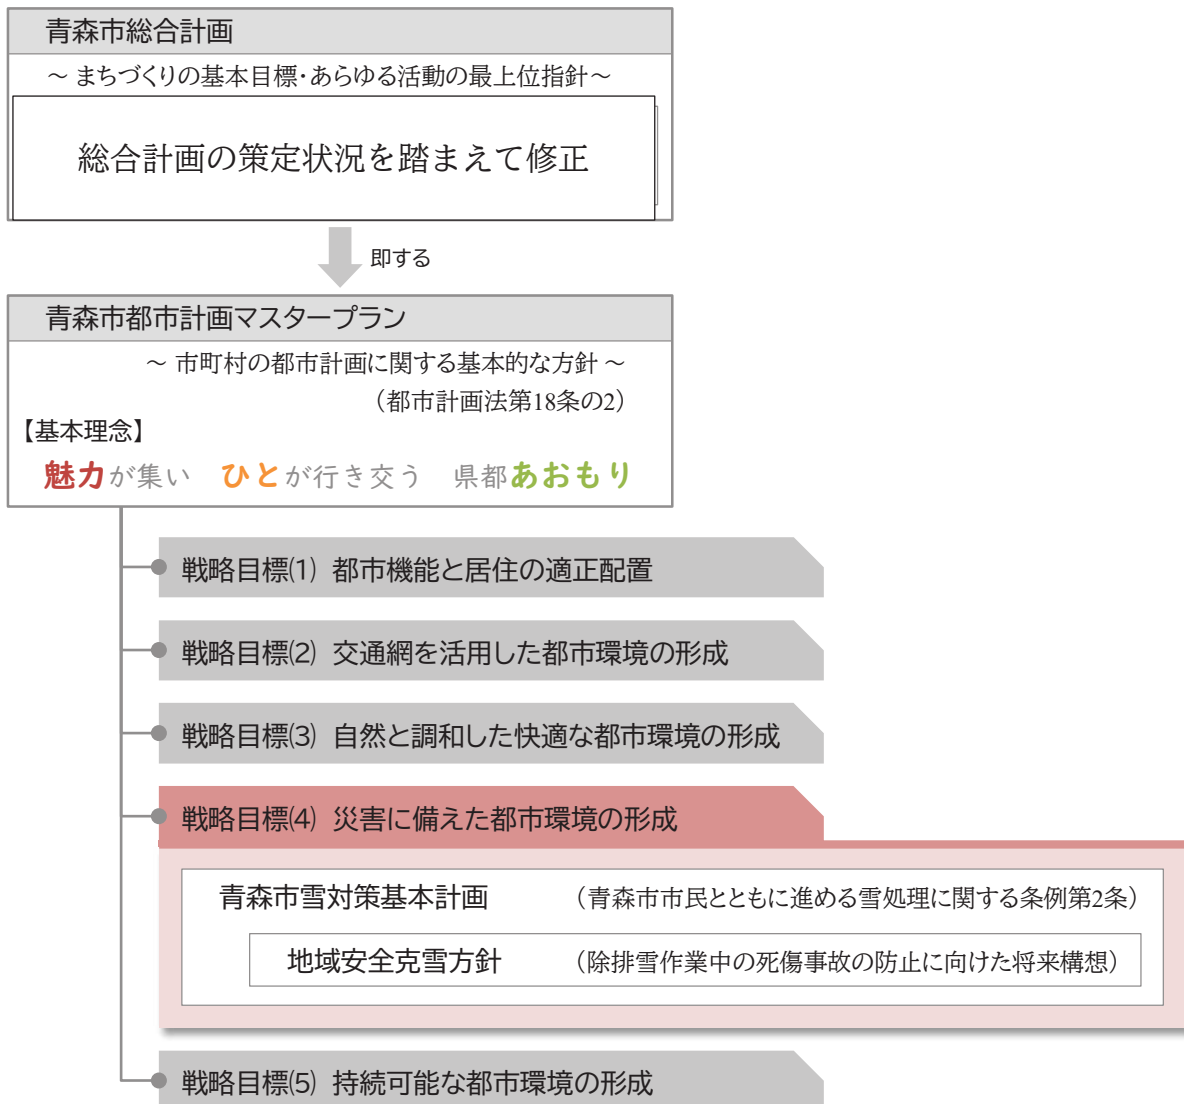 青森市総合計画
～ まちづくりの基本目標・あらゆる活動の最上位指針～
総合計画の策定状況を踏まえて修正
即する
青森市都市計画マスタープラン
～ 市町村の都市計画に関する基本的な方針 ～
（都市計画法第18条の2）
【基本理念】
魅力が集い　ひとが行き交う　県都あおもり
戦略目標(1) 都市機能と居住の適正配置
戦略目標(2) 交通網を活用した都市環境の形成
戦略目標(3) 自然と調和した快適な都市環境の形成
戦略目標(4) 災害に備えた都市環境の形成
青森市雪対策基本計画　（青森市市民とともに進める雪処理に関する条例第2条）
地域安全克雪方針　（除排雪作業中の死傷事故の防止に向けた将来構想）
戦略目標(5) 持続可能な都市環境の形成